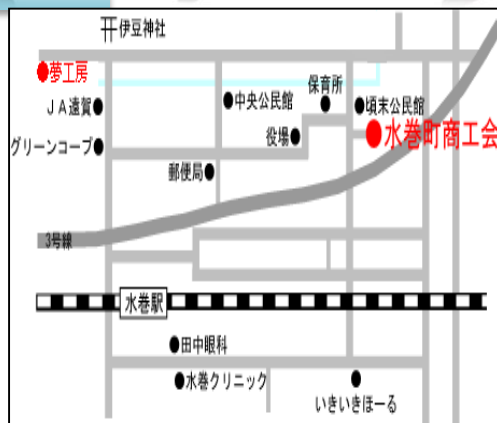 伊豆神社
夢工房
JA遠賀
中央公民館
保育所
頃末公民館
グリーンコープ
役場
水巻町商工会
郵便局
3号線
水巻駅
田中眼科
水巻クリニック
いきいきほーる